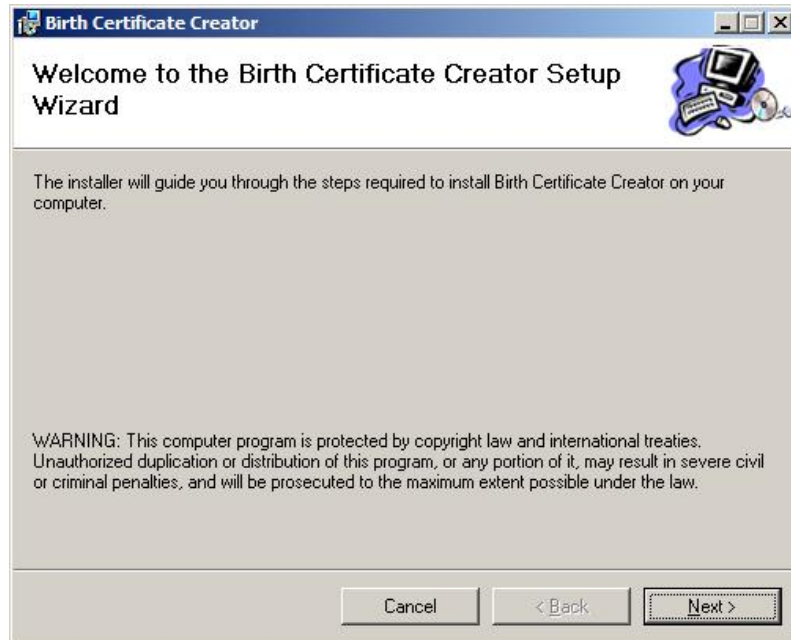 Birth Certificate Creator
Welcome to the Birth Certificate Creator Setup
Wizard
The installer will guide you through the steps required to install Birth Certificate Creator on your
computer.
WARNING: This computer program is protected by copyright law and international treaties.
Unauthorized duplication or distribution of this program, or any portion of it, may result in severe civil
or criminal penalties, and will be prosecuted to the maximum extent possible under the law.
Cancel
< Back
Next >